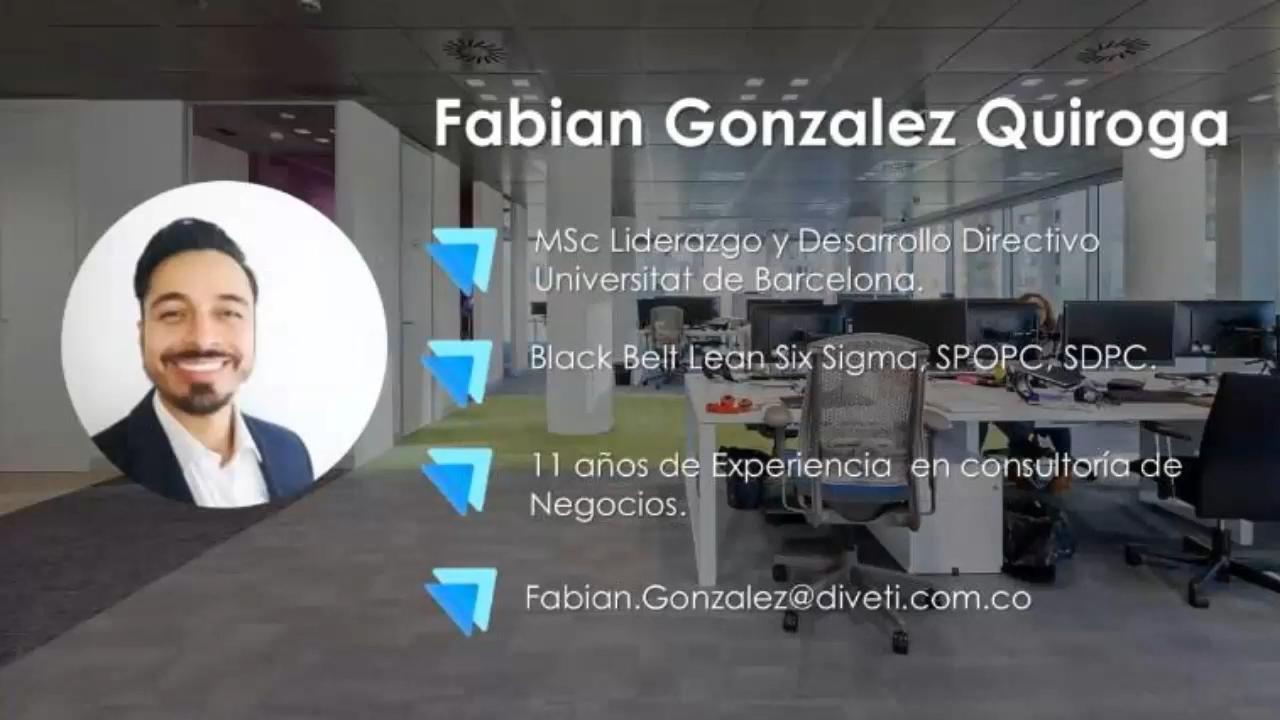 Fabian Gonzalez Quiroga
MSc Liderazgo y Desarrollo Directivo
Universitat de Barcelona.
Black Belt Lean Six Sigma, SPOPC, SDPC.
11 años de Experiencia  en consultoría de
Negocios.
Fabian.Gonzalez@diveti.com.co